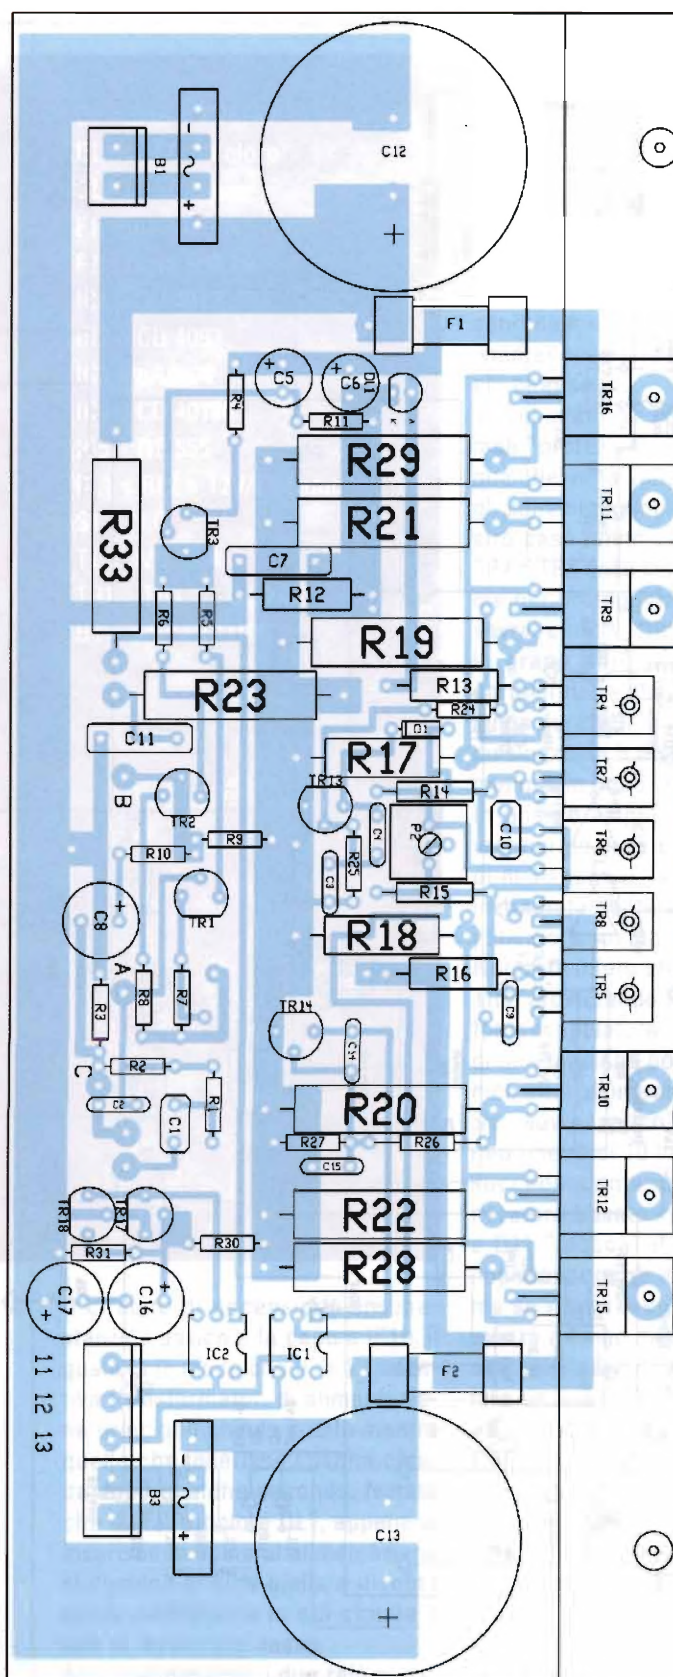 C12
B1
- ~ +
+
F1
TR16
+ C5
+ C6
DL1
K A
R4
R11
R29
TR11
R21
R33
TR3
C7
R12
TR9
R6
R5
R19
R13
TR4
R23
R24
C11
D1
R17
TR7
B
TR13
R14
TR2
C4
P2
C10
TR6
R9
R10
R25
C3
R15
C8 +
TR1
R18
TR8
A
R16
TR5
R3
R8
R7
C9
TR14
R2
C14
C
R1
TR10
C2
C1
R20
R27
R26
C15
TR18
TR17
R22
TR12
R30
R31
R28
C17 +
C16 +
TR15
IC2
IC1
F2
11 12 13
B3
- ~ +
C13
+